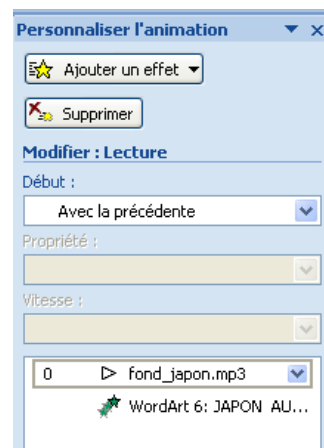 Personnaliser l'animation
Ajouter un effet
Supprimer
Modifier : Lecture
Début :
Avec la précédente
Propriété :
Vitesse :
0 fond_japon.mp3
WordArt 6: JAPON AU...